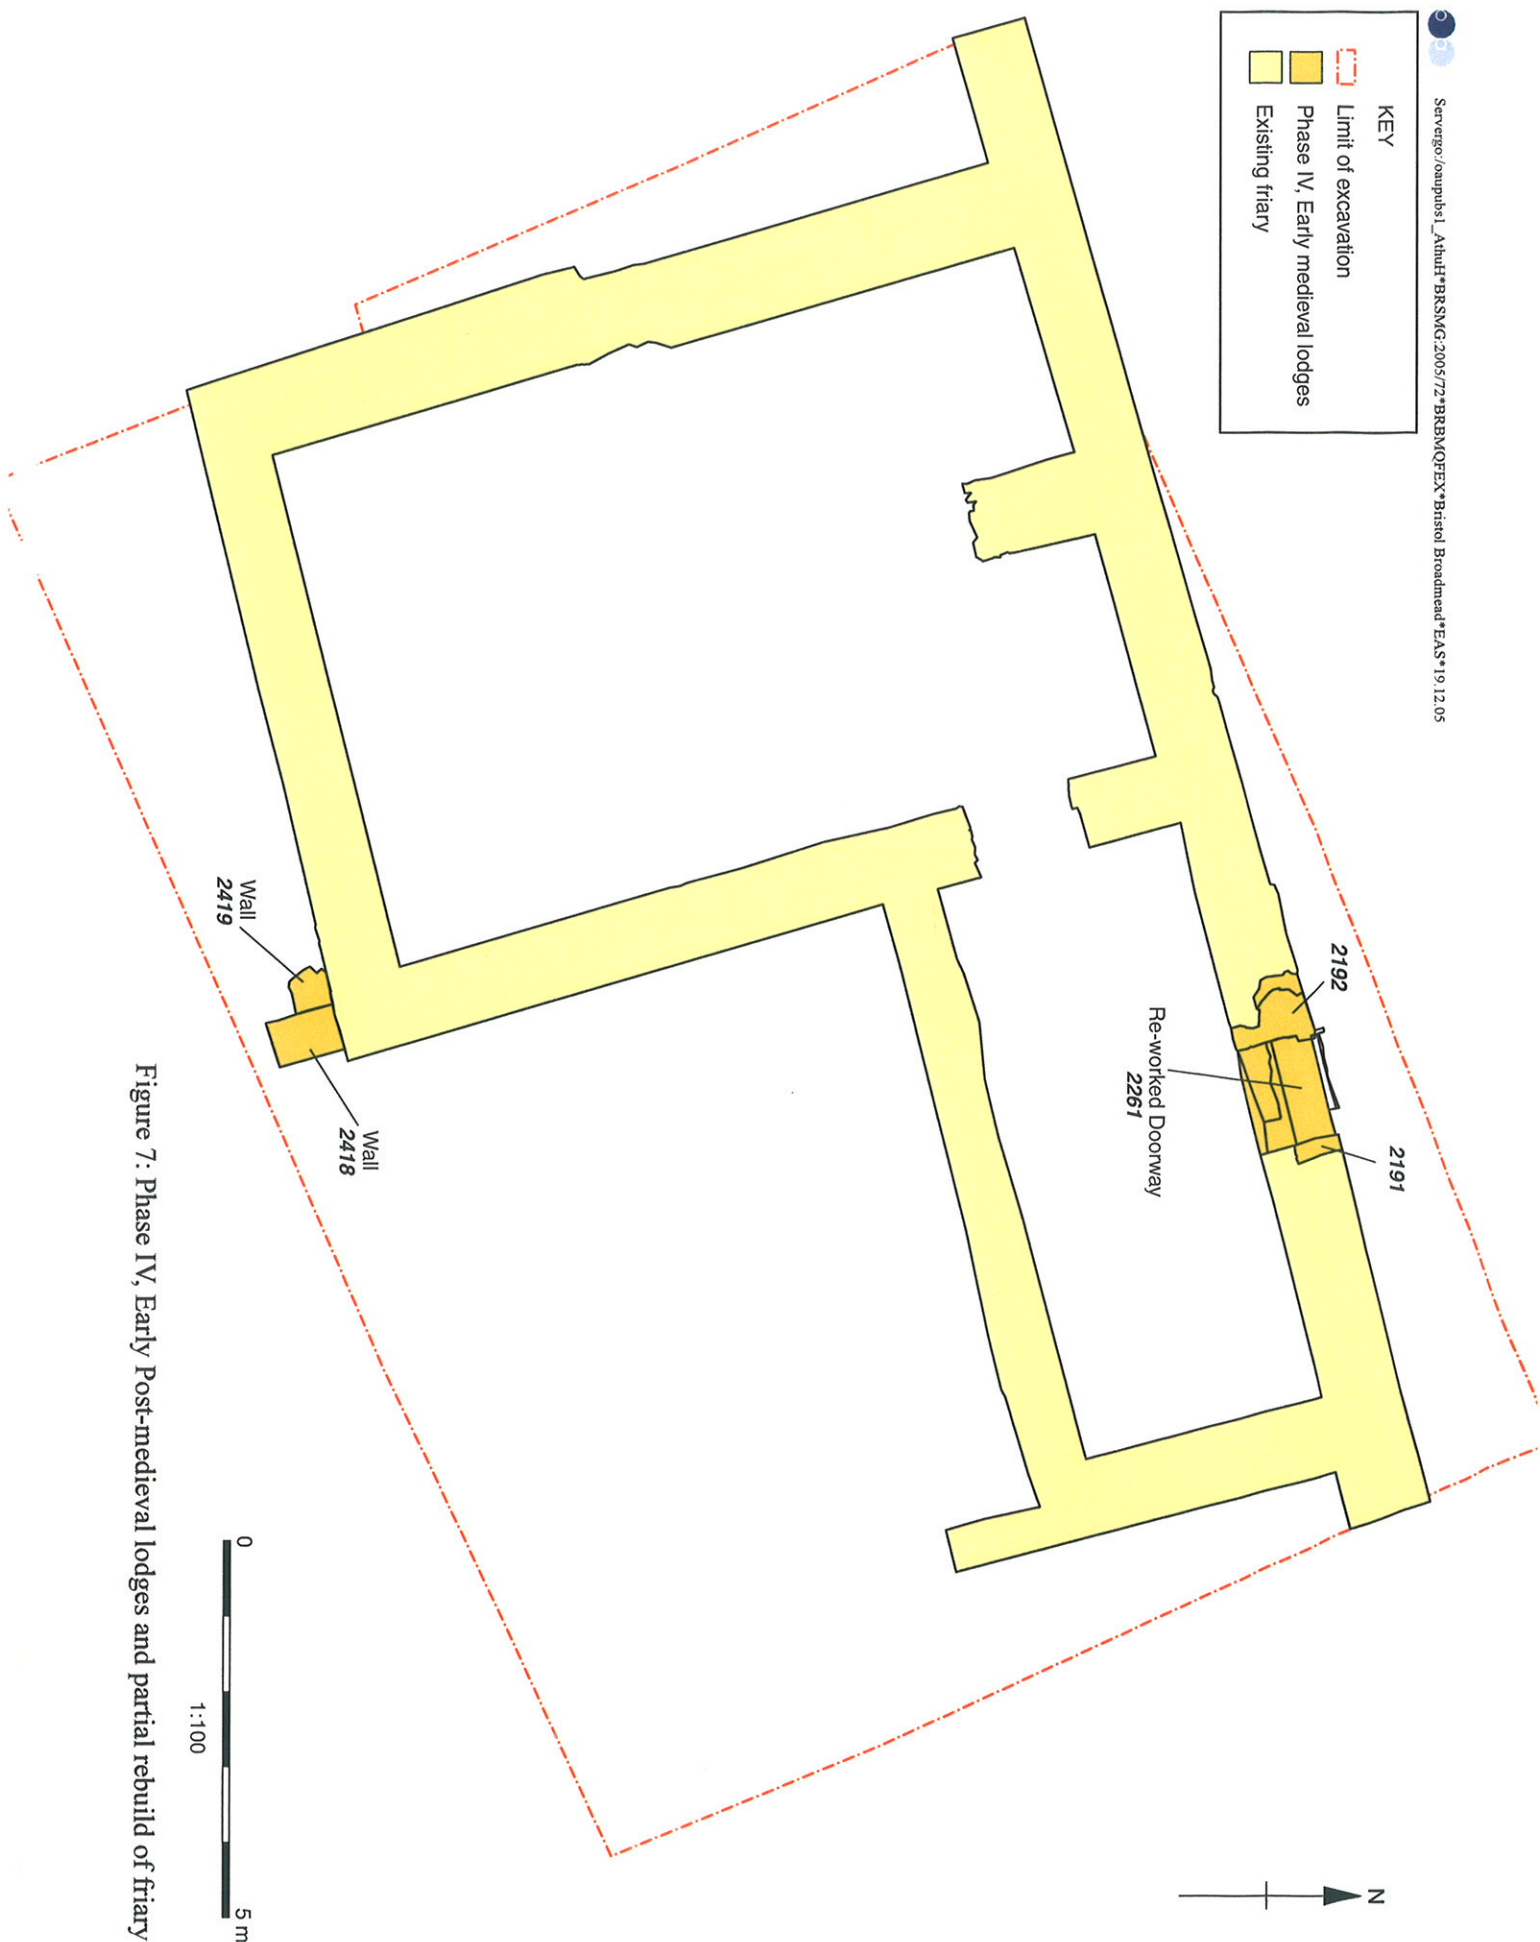 Servergo:/oaupubs1_AthuH*BRSMG:2005/72*BRBMQFEX*Bristol Broadmead*EAS*19.12.05
KEY
Limit of excavation
Phase IV, Early medieval lodges
Existing friary
2192
2191
Re-worked Doorway
2261
Wall
2419
Wall
2418
N
0
5 m
1:100
Figure 7: Phase IV, Early Post-medieval lodges and partial rebuild of friary